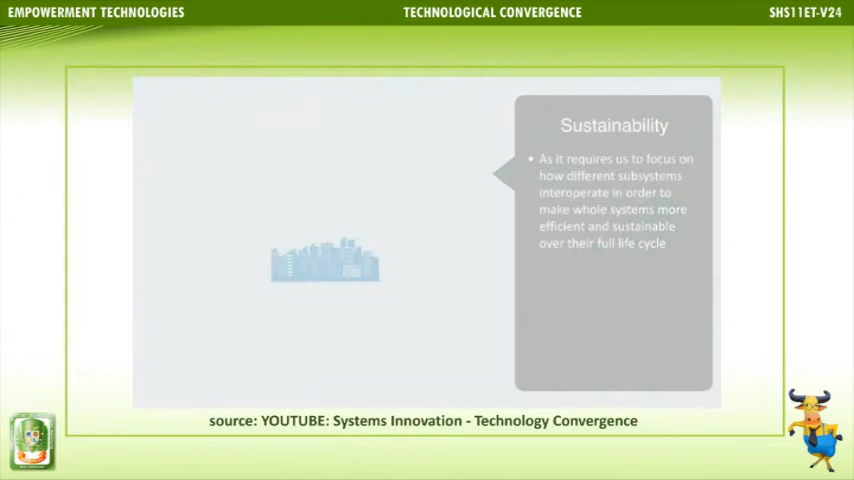 EMPOWERMENT TECHNOLOGIES
TECHNOLOGICAL CONVERGENCE
SHS11ET-V24
Sustainability
• As it requires us to focus on
how different subsystems
interoperate in order to
make whole systems more
efficient and sustainable
over their full life cycle
source: YOUTUBE: Systems Innovation - Technology Convergence